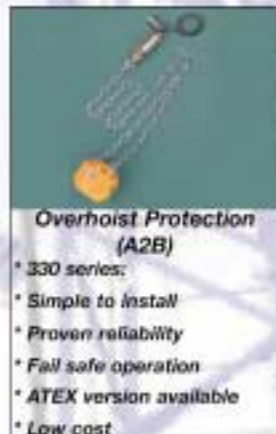 Overhoist Protection
(A2B)
* 330 series:
* Simple to install
* Proven reliability
* Fail safe operation
* ATEX version available
* Low cost